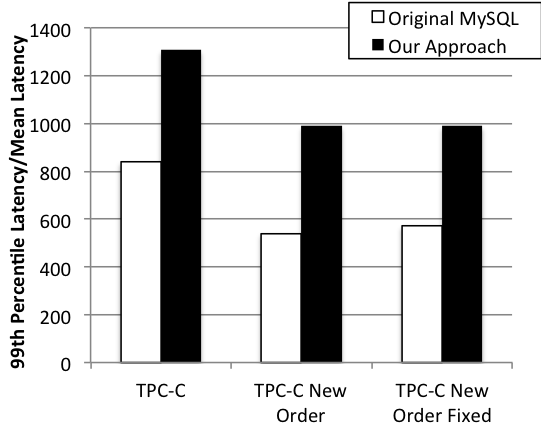 Original MySQL
Our Approach
99th Percentile Latency/Mean Latency
1400
1200
1000
800
600
400
200
0
TPC-C
TPC-C New
Order
TPC-C New
Order Fixed